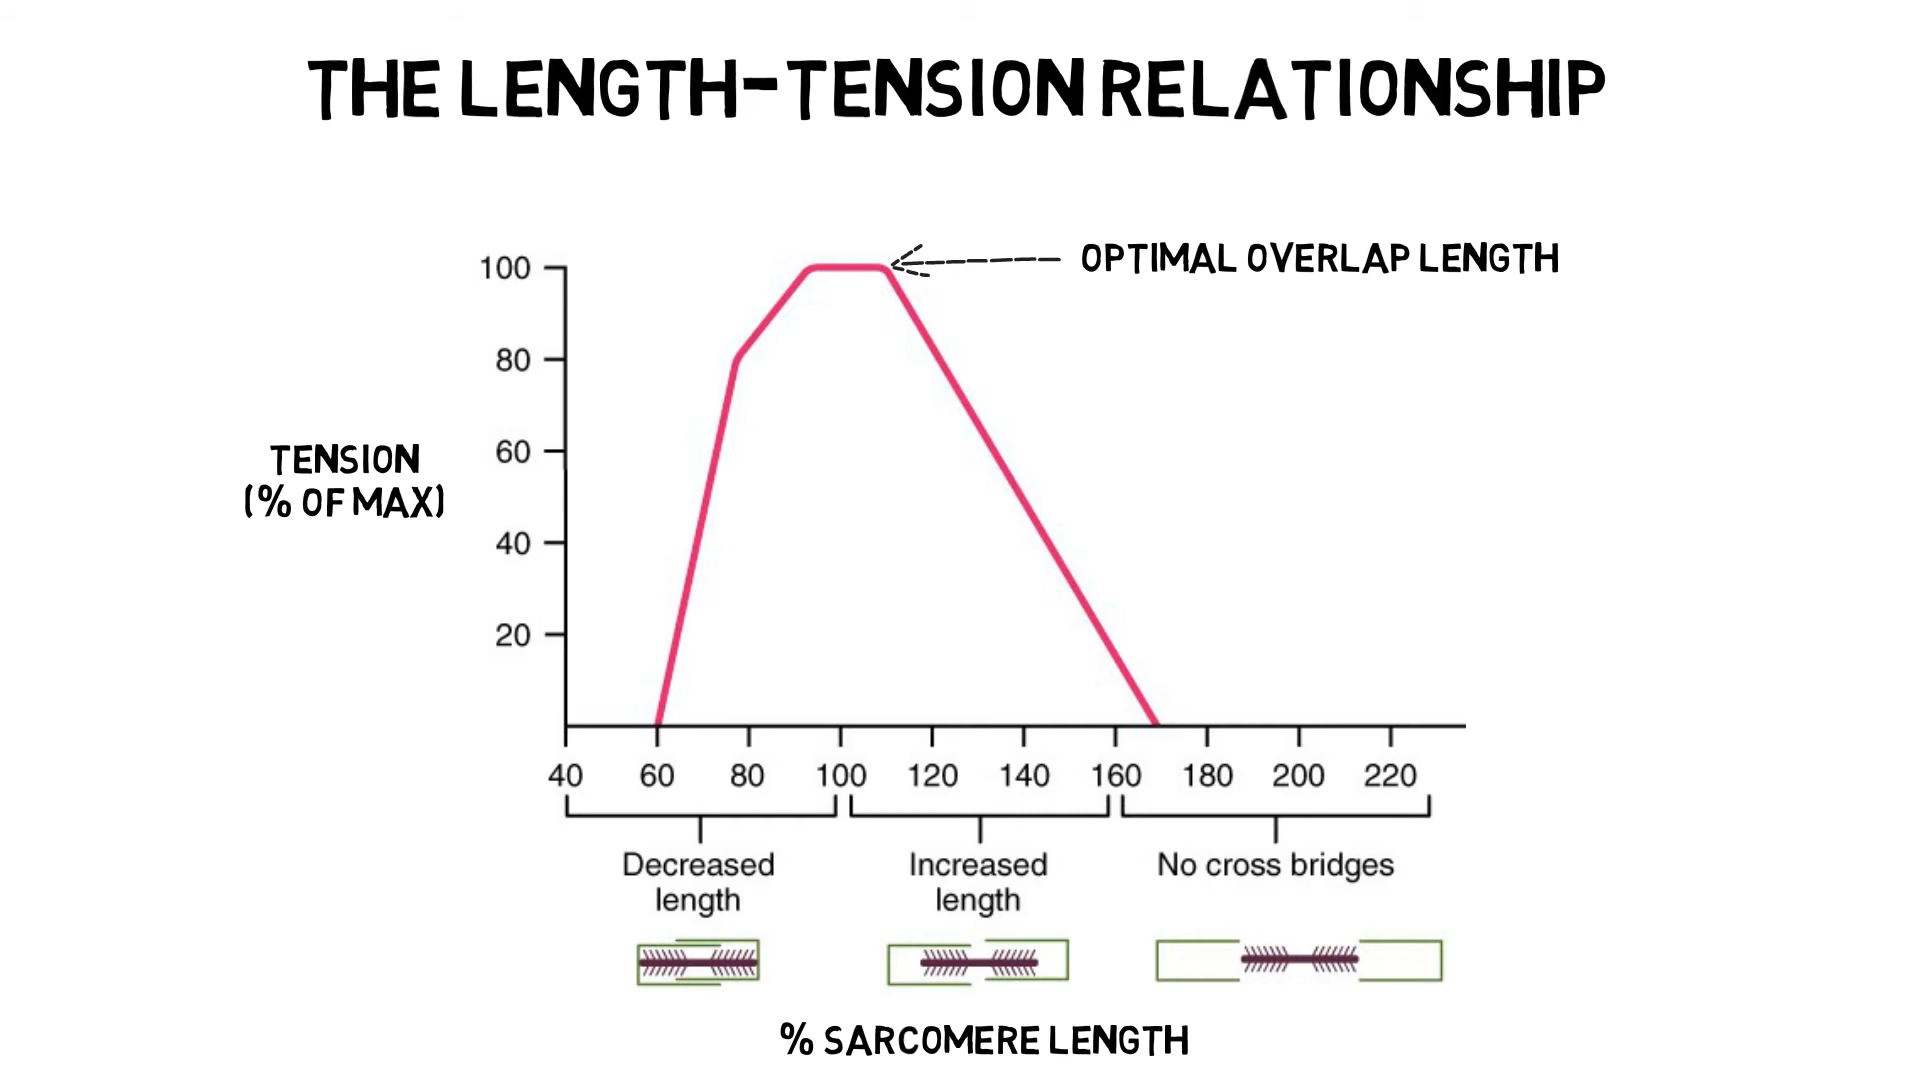 THE LENGTH-TENSION RELATIONSHIP
OPTIMAL OVERLAP LENGTH
100
80
60
40
20
TENSION
(% OF MAX)
40 60 80 100 120 140 160 180 200 220
Decreased
length
Increased
length
No cross bridges
% SARCOMERE LENGTH